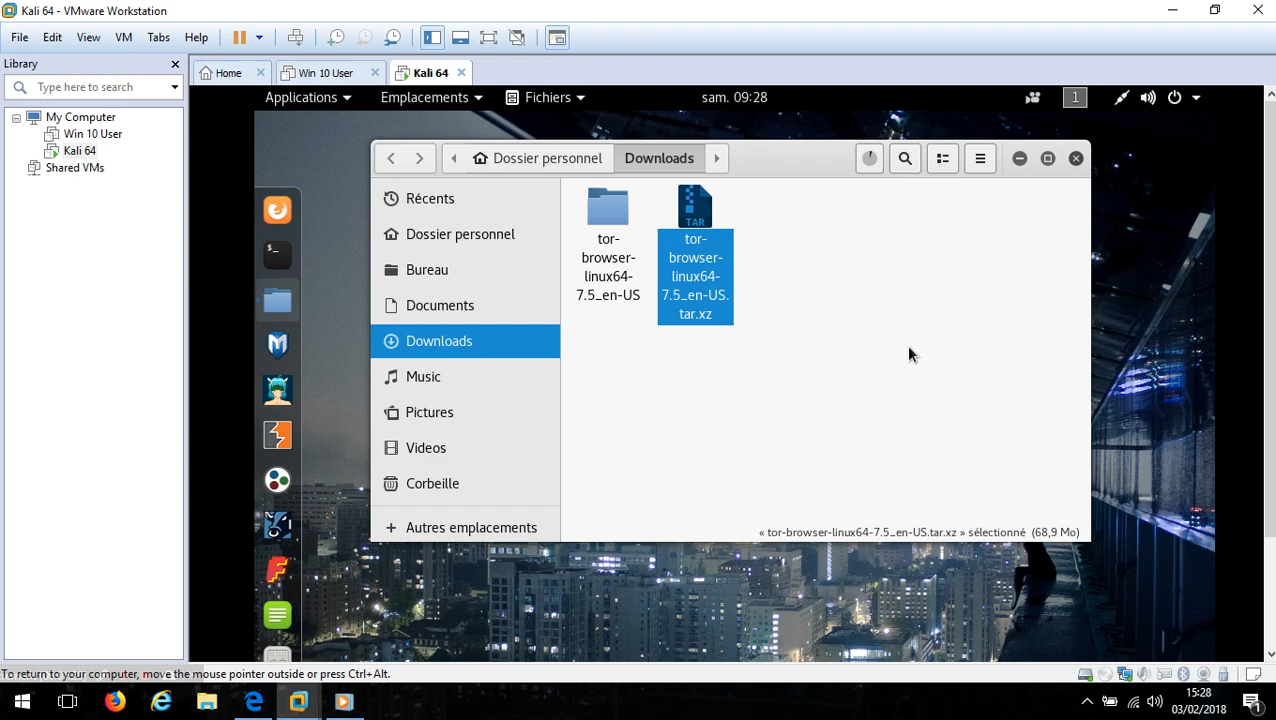 Kali 64 - VMware Workstation
File Edit View VM Tabs Help
Library
Type here to search
My Computer
Win 10 User
Kali 64
Shared VMs
Home
Win 10 User
Kali 64
Applications
Emplacements
Fichiers
sam. 09:28
1
Dossier personnel
Downloads
Récents
Dossier personnel
Bureau
Documents
Downloads
Music
Pictures
Videos
Corbeille
Autres emplacements
tor-
browser-
linux64-
7.5_en-US
TAR
tor-
browser-
linux64-
7.5_en-US.
tar.xz
« tor-browser-linux64-7.5_en-US.tar.xz » sélectionné (68,9 Mo)
To return to your computer, move the mouse pointer outside or press Ctrl+Alt.
15:28
03/02/2018
1